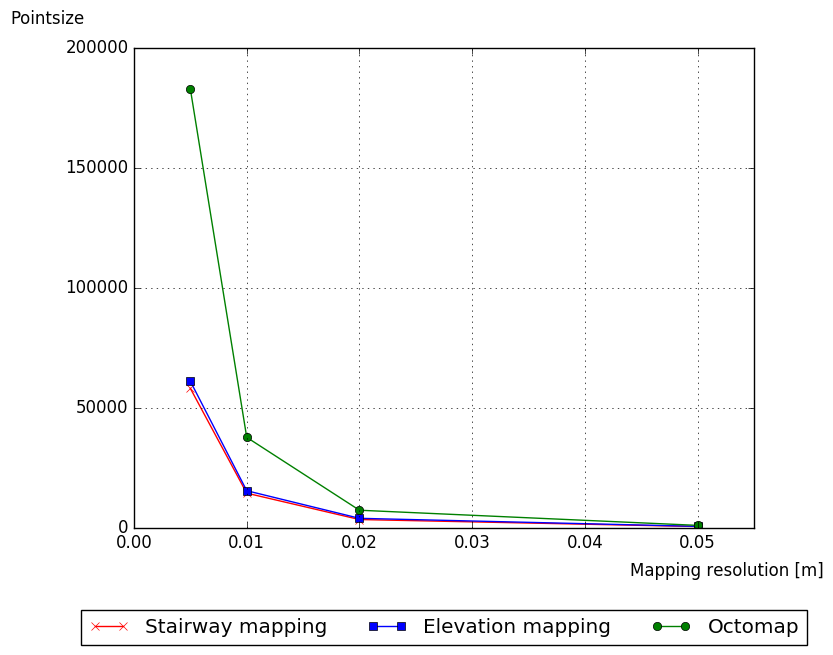 Pointsize
200000
150000
100000
50000
0
0.00 0.01 0.02 0.03 0.04 0.05
Mapping resolution [m]
Stairway mapping Elevation mapping Octomap